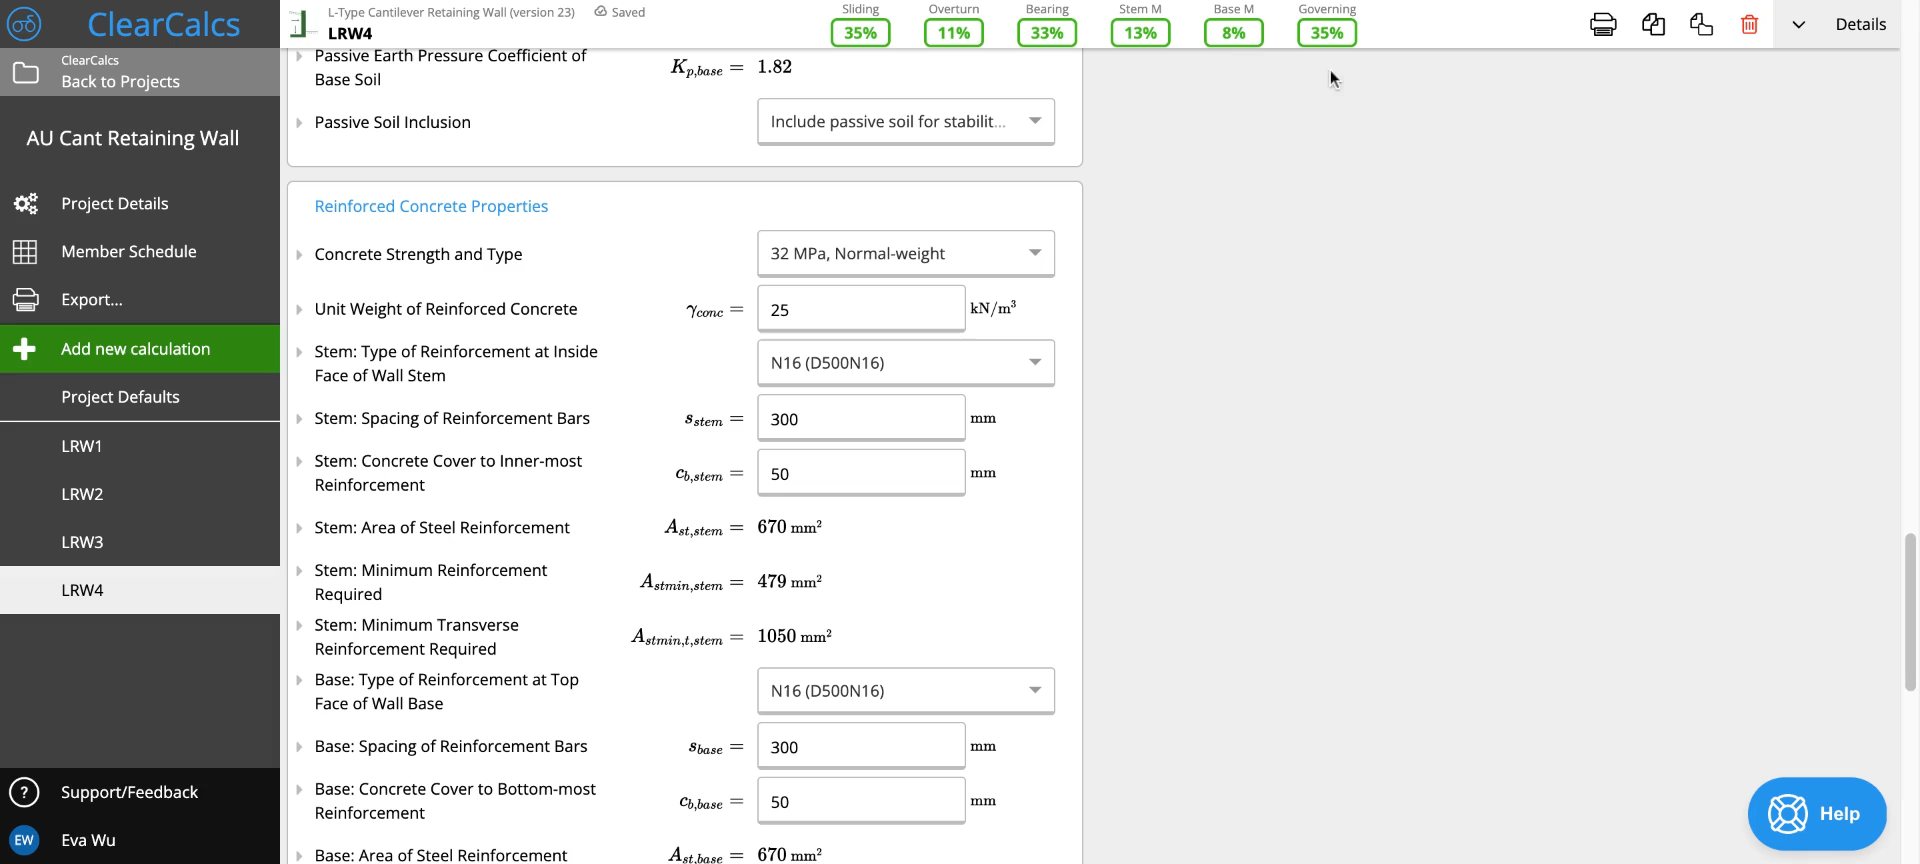 ClearCalcs
ClearCalcs
Back to Projects
AU Cant Retaining Wall
Project Details
Member Schedule
Export...
Add new calculation
Project Defaults
LRW1
LRW2
LRW3
LRW4
? Support/Feedback
EW Eva Wu
L-Type Cantilever Retaining Wall (version 23) Saved
LRW4
Sliding Overturn Bearing Stem M Base M Governing
35% 11% 33% 13% 8% 35%
Details
Passive Earth Pressure Coefficient of
Base Soil
Kp,base = 1.82
Passive Soil Inclusion Include passive soil for stabilit...
Reinforced Concrete Properties
Concrete Strength and Type 32 MPa, Normal-weight
Unit Weight of Reinforced Concrete γconc = 25 kN/m³
Stem: Type of Reinforcement at Inside
Face of Wall Stem
N16 (D500N16)
Stem: Spacing of Reinforcement Bars sstem = 300 mm
Stem: Concrete Cover to Inner-most
Reinforcement
cb,stem = 50 mm
Stem: Area of Steel Reinforcement Ast,stem = 670 mm²
Stem: Minimum Reinforcement
Required
Astmin,stem = 479 mm²
Stem: Minimum Transverse
Reinforcement Required
Astmin,t,stem = 1050 mm²
Base: Type of Reinforcement at Top
Face of Wall Base
N16 (D500N16)
Base: Spacing of Reinforcement Bars sbase = 300 mm
Base: Concrete Cover to Bottom-most
Reinforcement
cb,base = 50 mm
Base: Area of Steel Reinforcement Ast,base = 670 mm²
Help